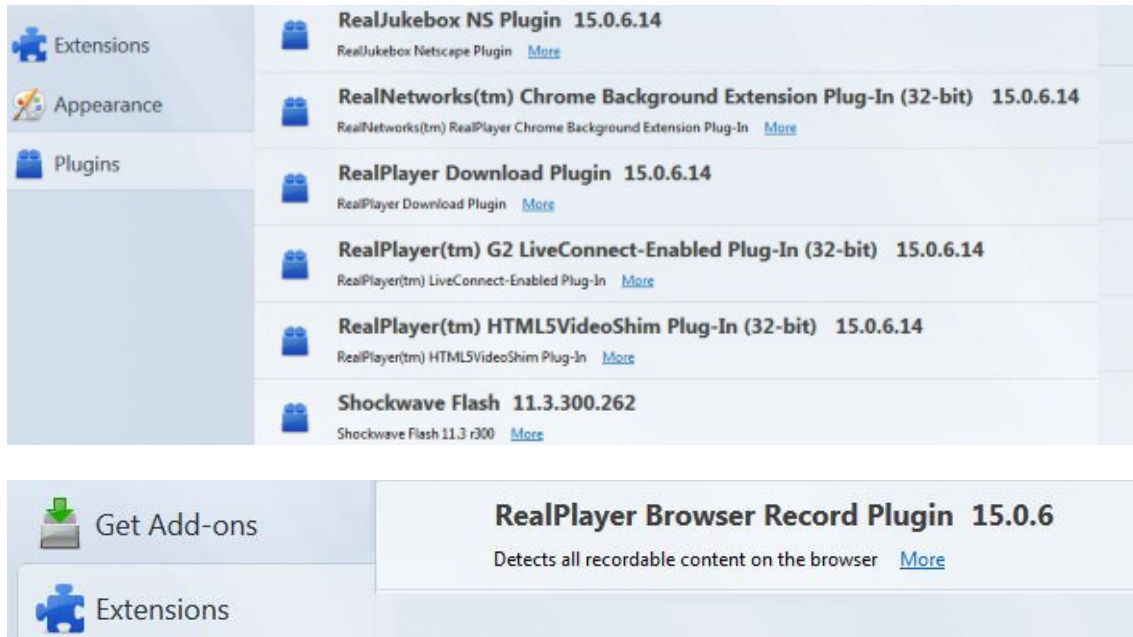 Extensions
Appearance
Plugins
RealJukebox NS Plugin 15.0.6.14
RealJukebox Netscape Plugin More
RealNetworks(tm) Chrome Background Extension Plug-In (32-bit) 15.0.6.14
RealNetworks(tm) RealPlayer Chrome Background Extension Plug-In More
RealPlayer Download Plugin 15.0.6.14
RealPlayer Download Plugin More
RealPlayer(tm) G2 LiveConnect-Enabled Plug-In (32-bit) 15.0.6.14
RealPlayer(tm) LiveConnect-Enabled Plug-In More
RealPlayer(tm) HTML5VideoShim Plug-In (32-bit) 15.0.6.14
RealPlayer(tm) HTML5VideoShim Plug-In More
Shockwave Flash 11.3.300.262
Shockwave Flash 11.3 r300 More
Get Add-ons
Extensions
RealPlayer Browser Record Plugin 15.0.6
Detects all recordable content on the browser More